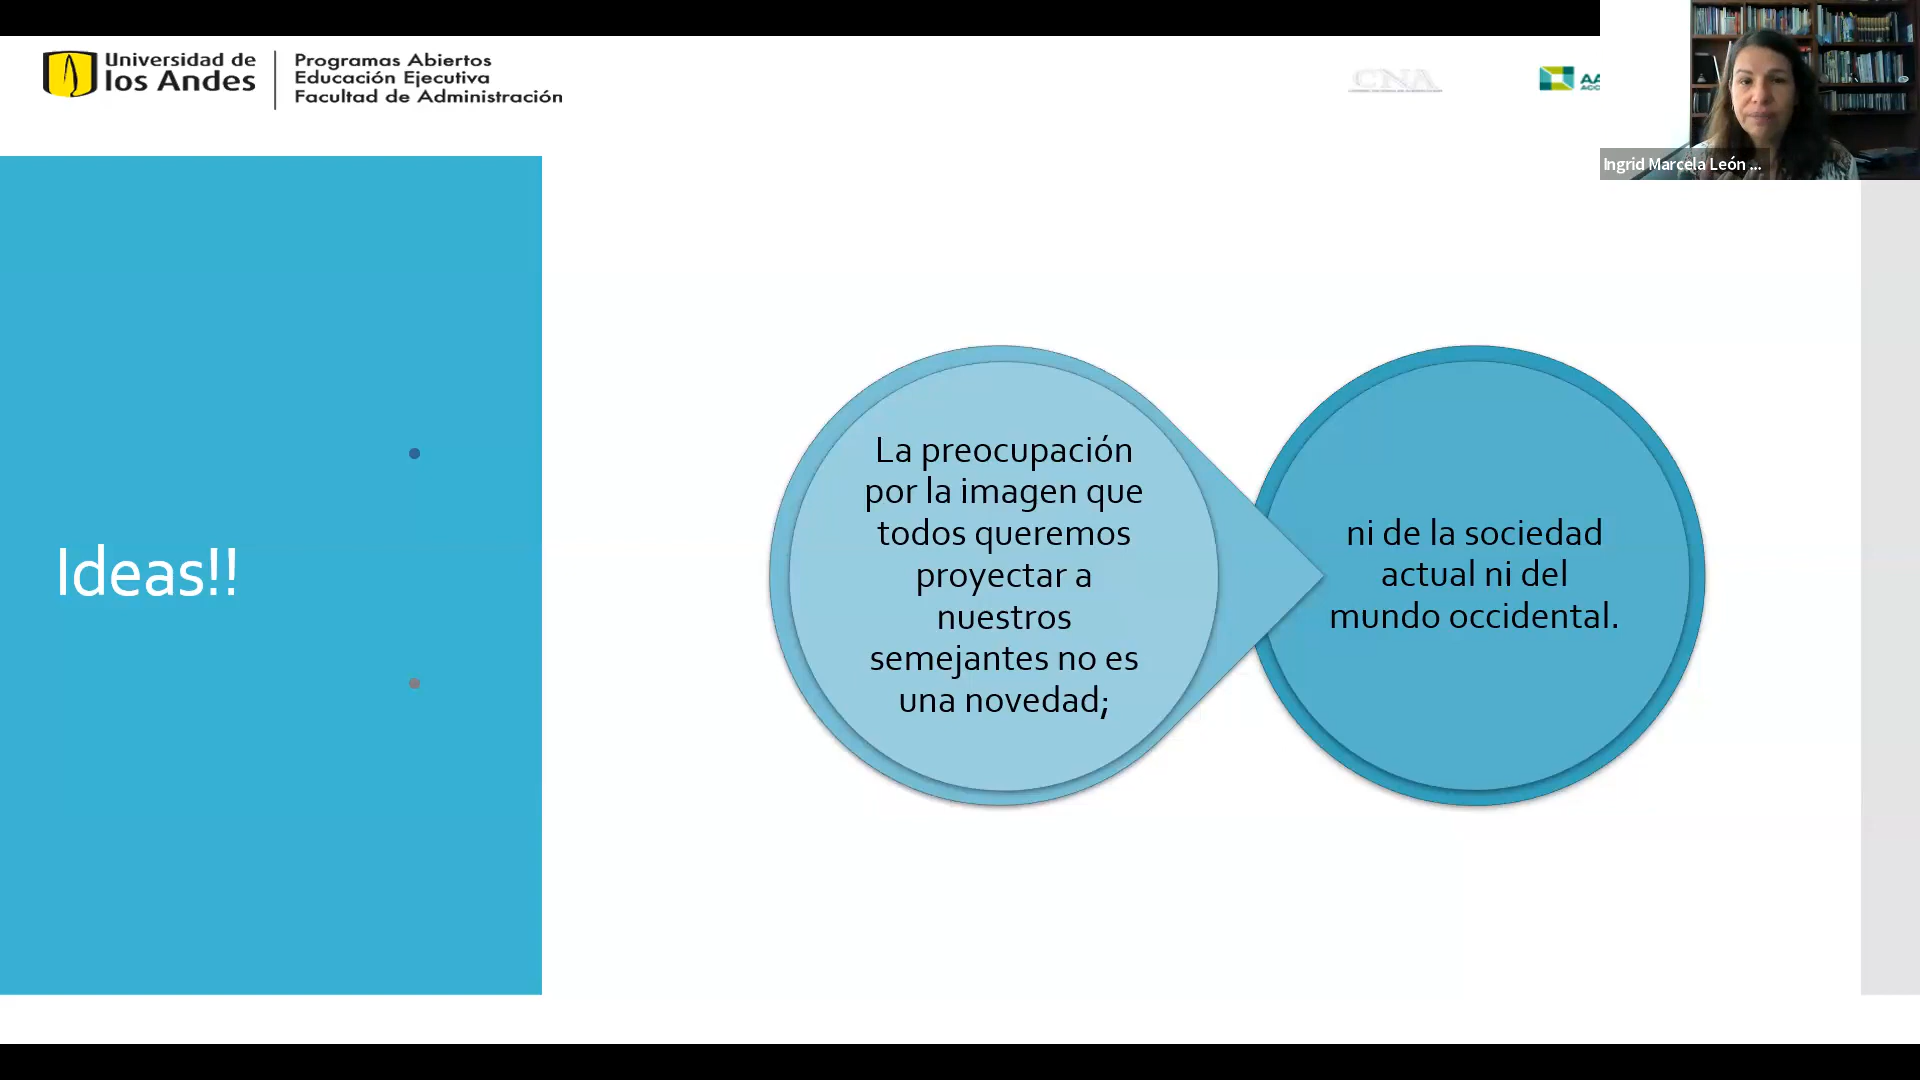 Universidad de
los Andes
Programas Abiertos
Educación Ejecutiva
Facultad de Administración
CNA
Ingrid Marcela León ...
Ideas!!
La preocupación
por la imagen que
todos queremos
proyectar a
nuestros
semejantes no es
una novedad;
ni de la sociedad
actual ni del
mundo occidental.